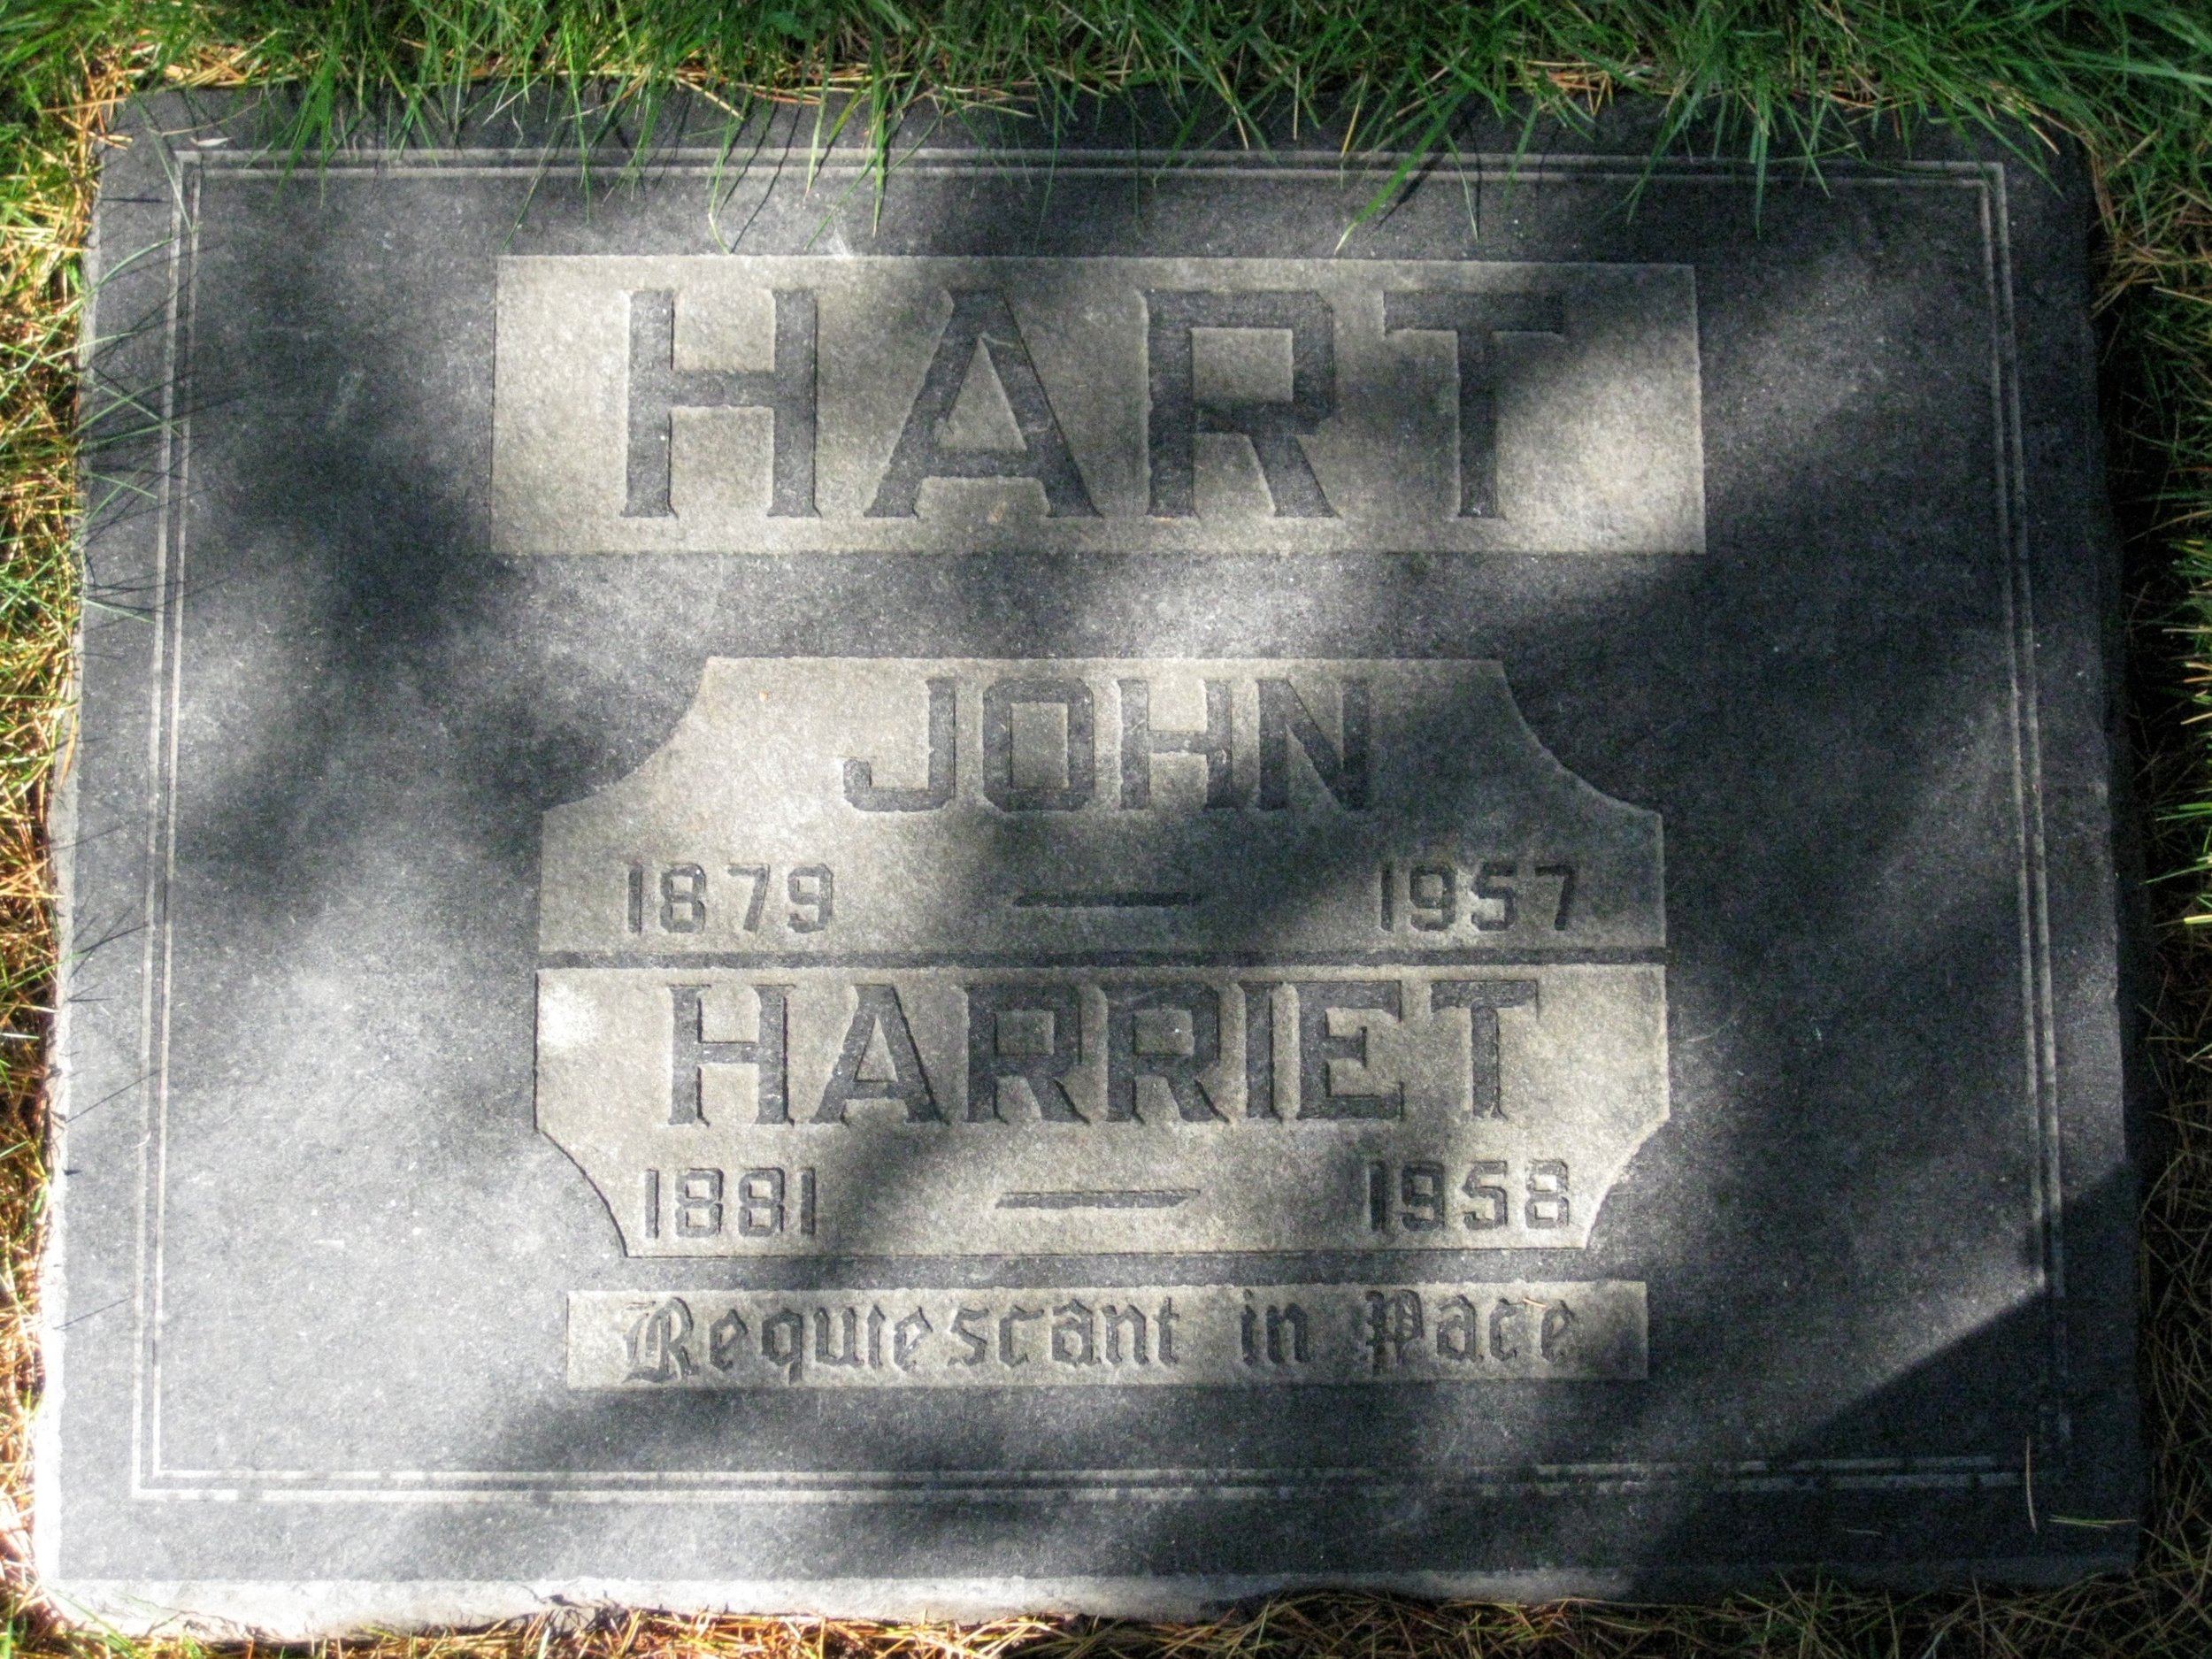 HART
JOHN
1879 — 1957
HARRIET
1881 — 1958
Requiescant in Pace